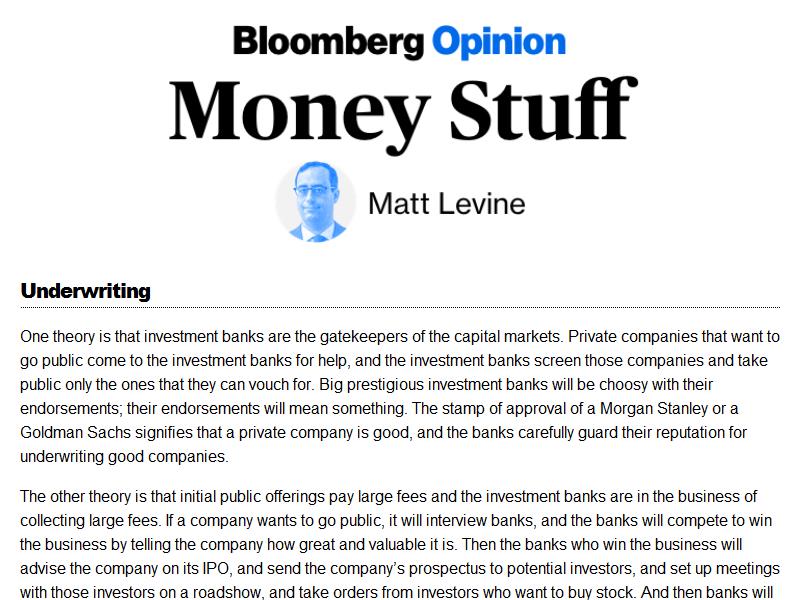 Bloomberg Opinion
Money Stuff
Matt Levine
Underwriting
One theory is that investment banks are the gatekeepers of the capital markets. Private companies that want to
go public come to the investment banks for help, and the investment banks screen those companies and take
public only the ones that they can vouch for. Big prestigious investment banks will be choosy with their
endorsements; their endorsements will mean something. The stamp of approval of a Morgan Stanley or a
Goldman Sachs signifies that a private company is good, and the banks carefully guard their reputation for
underwriting good companies.
The other theory is that initial public offerings pay large fees and the investment banks are in the business of
collecting large fees. If a company wants to go public, it will interview banks, and the banks will compete to win
the business by telling the company how great and valuable it is. Then the banks who win the business will
advise the company on its IPO, and send the company’s prospectus to potential investors, and set up meetings
with those investors on a roadshow, and take orders from investors who want to buy stock. And then banks will